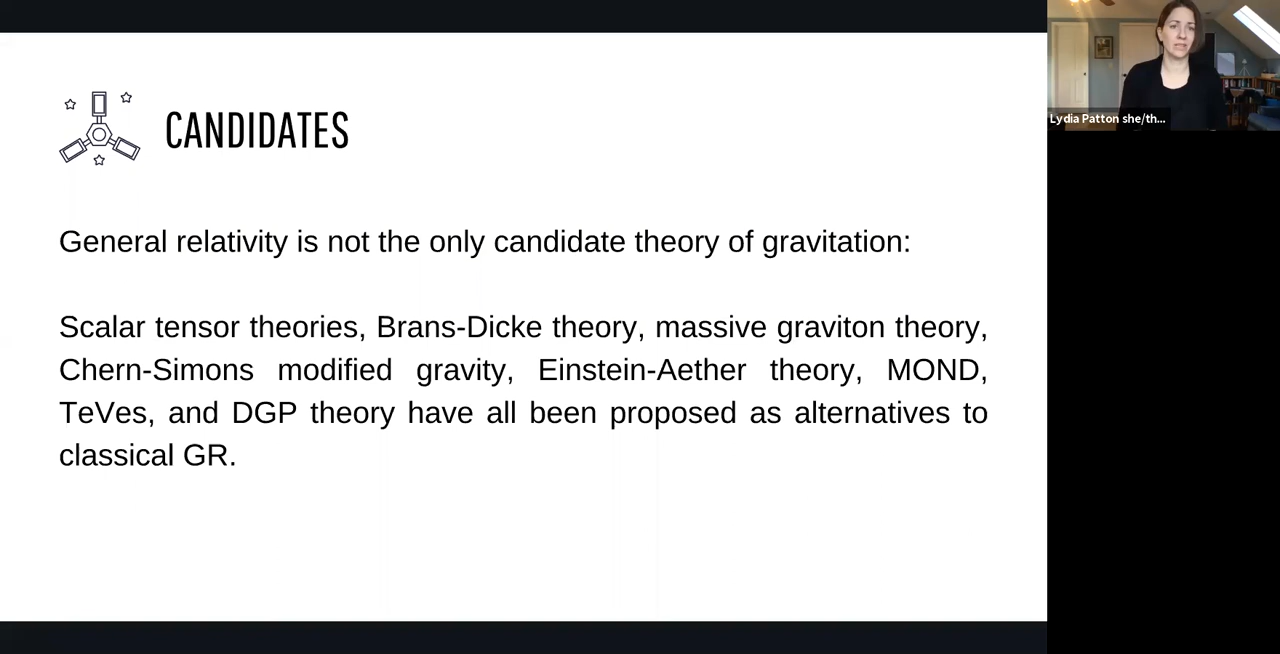 CANDIDATES
General relativity is not the only candidate theory of gravitation:
Scalar tensor theories, Brans-Dicke theory, massive graviton theory,
Chern-Simons modified gravity, Einstein-Aether theory, MOND,
TeVes, and DGP theory have all been proposed as alternatives to
classical GR.
Lydia Patton she/th...